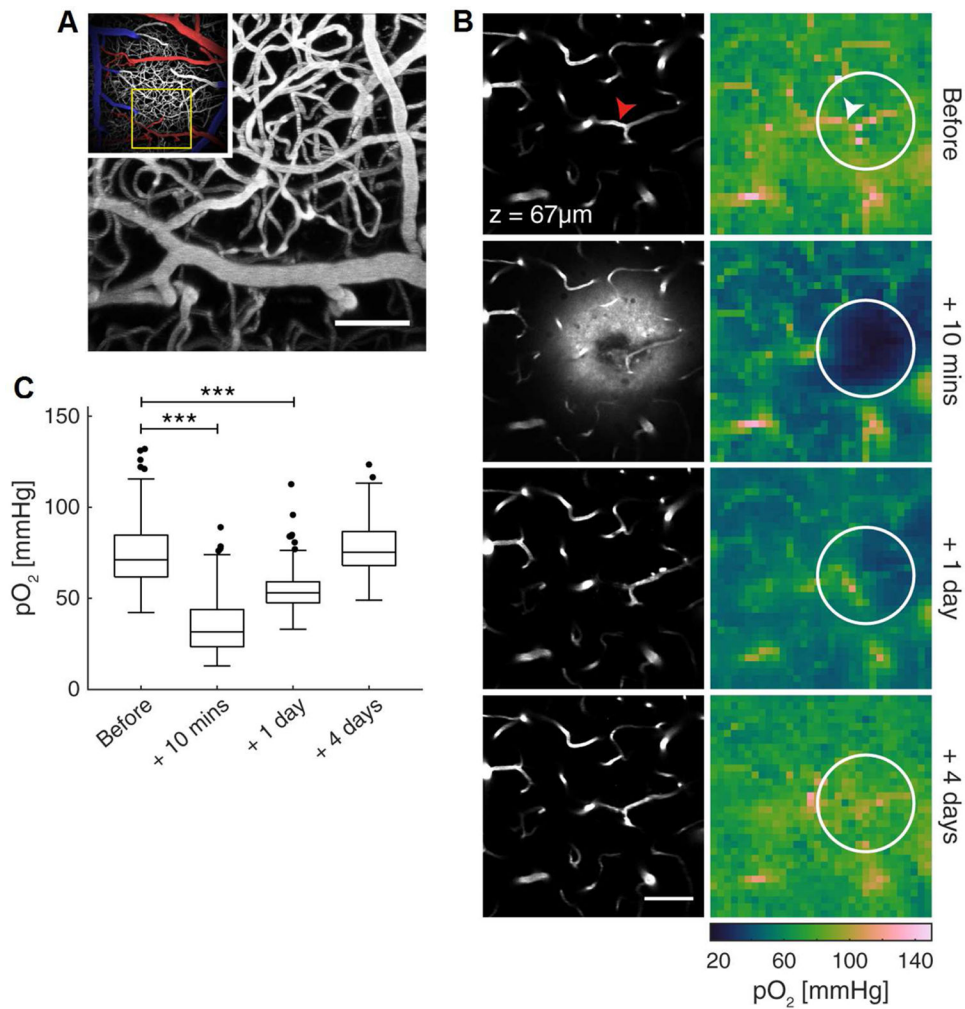 A
B
z = 67µm
Before
+ 10 mins
+ 1 day
+ 4 days
20 60 100 140
pO2 [mmHg]
C
***
***
150
100
50
0
pO2 [mmHg]
Before
+ 10 mins
+ 1 day
+ 4 days